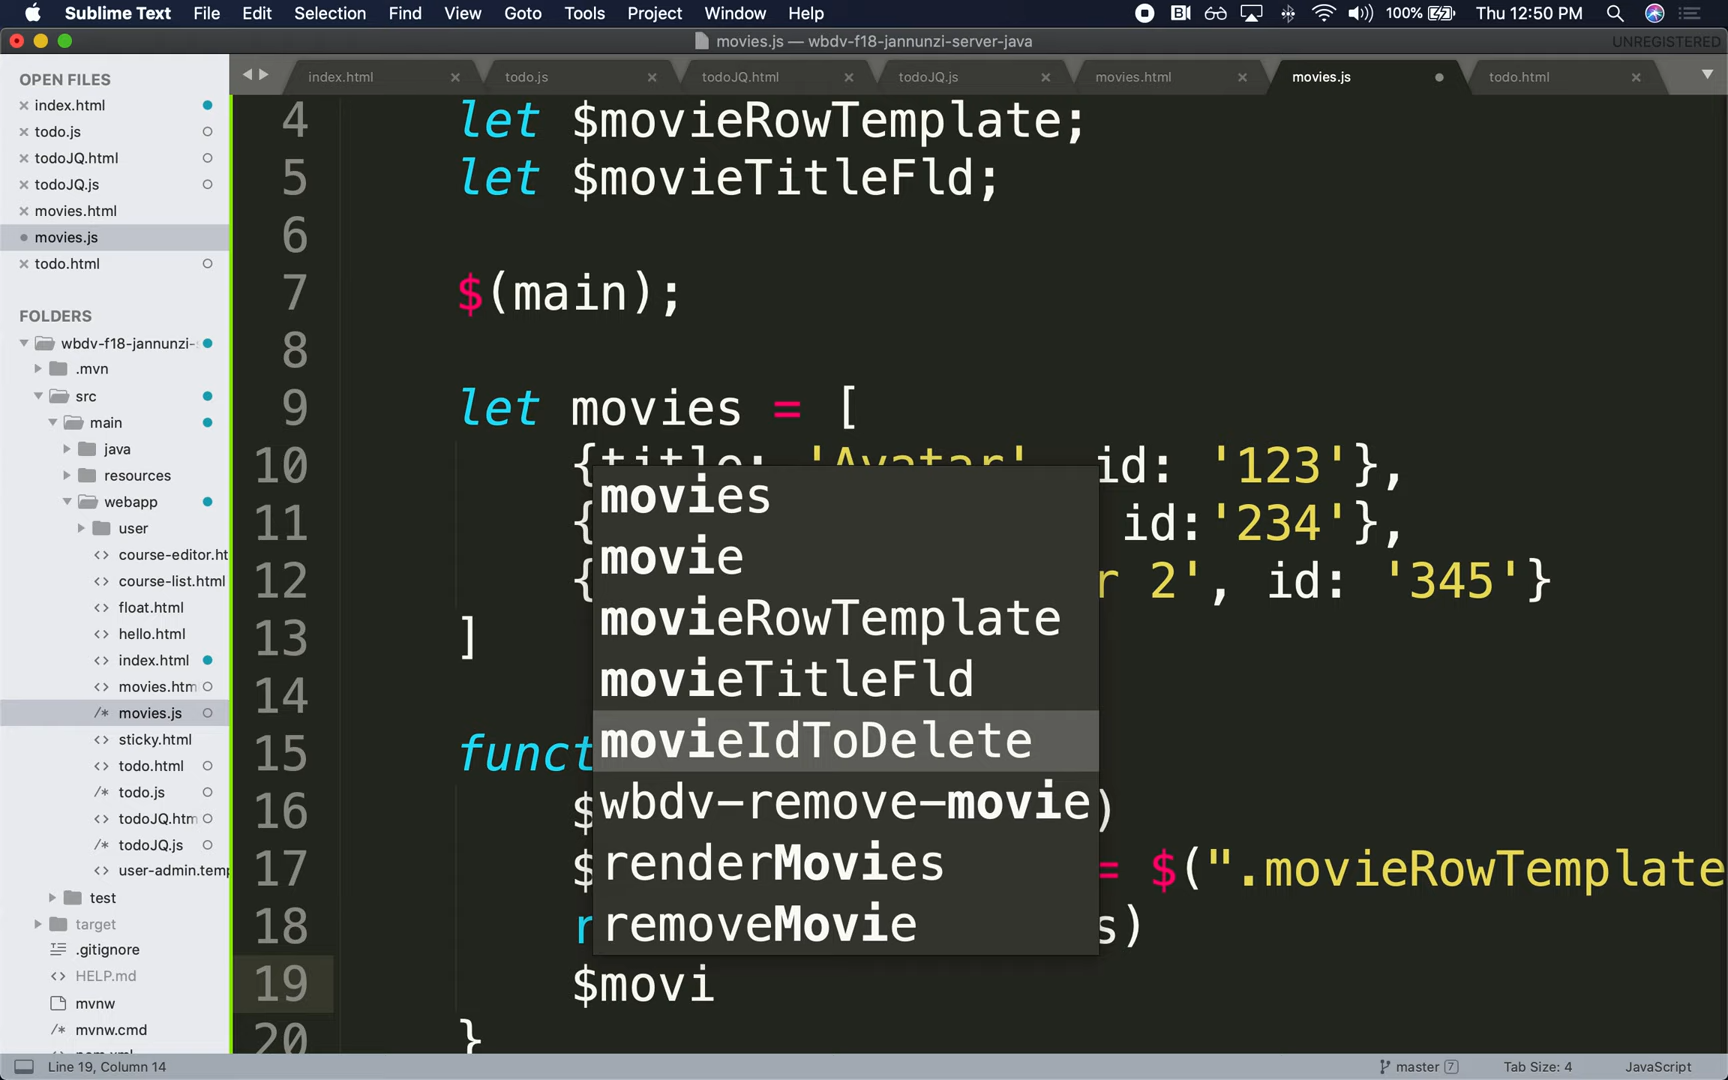 Sublime Text File Edit Selection Find View Goto Tools Project Window Help 100% Thu 12:50 PM
movies.js — wbdv-f18-jannunzi-server-java UNREGISTERED
OPEN FILES
index.html
todo.js
todoJQ.html
todoJQ.js
movies.html
movies.js
todo.html
FOLDERS
wbdv-f18-jannunzi-
.mvn
src
main
java
resources
webapp
user
course-editor.ht
course-list.html
float.html
hello.html
index.html
movies.htm
movies.js
sticky.html
todo.html
todo.js
todoJQ.htm
todoJQ.js
user-admin.temp
test
target
.gitignore
HELP.md
mvnw
mvnw.cmd
index.html todo.js todoJQ.html todoJQ.js movies.html movies.js todo.html
4 let $movieRowTemplate;
5 let $movieTitleFld;
6
7 $(main);
8
9 let movies = [
10 {title: 'Avatar', id: '123'},
11 { id:'234'},
12 { r 2', id: '345'}
13 ]
14
15 funct
16 $ )
17 $ = $(".movieRowTemplate
18 r s)
19 $movi
20 }
movies
movie
movieRowTemplate
movieTitleFld
movieIdToDelete
wbdv-remove-movie
renderMovies
removeMovie
Line 19, Column 14 master 7 Tab Size: 4 JavaScript